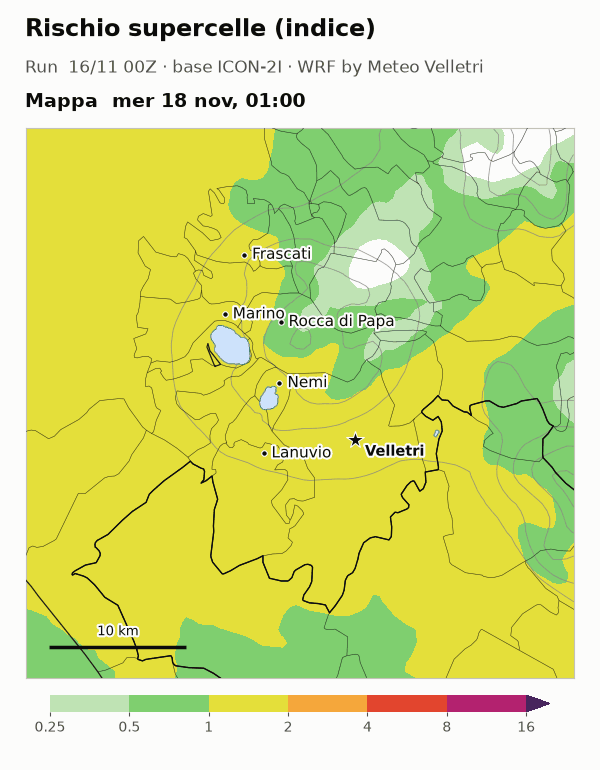 Rischio supercelle (indice)
Run  16/11 00Z · base ICON-2I · WRF by Meteo Velletri
Mappa  mer 18 nov, 01:00
Frascati
Marino
Rocca di Papa
Nemi
Velletri
Lanuvio
10 km
0.25 0.5 1 2 4 8 16